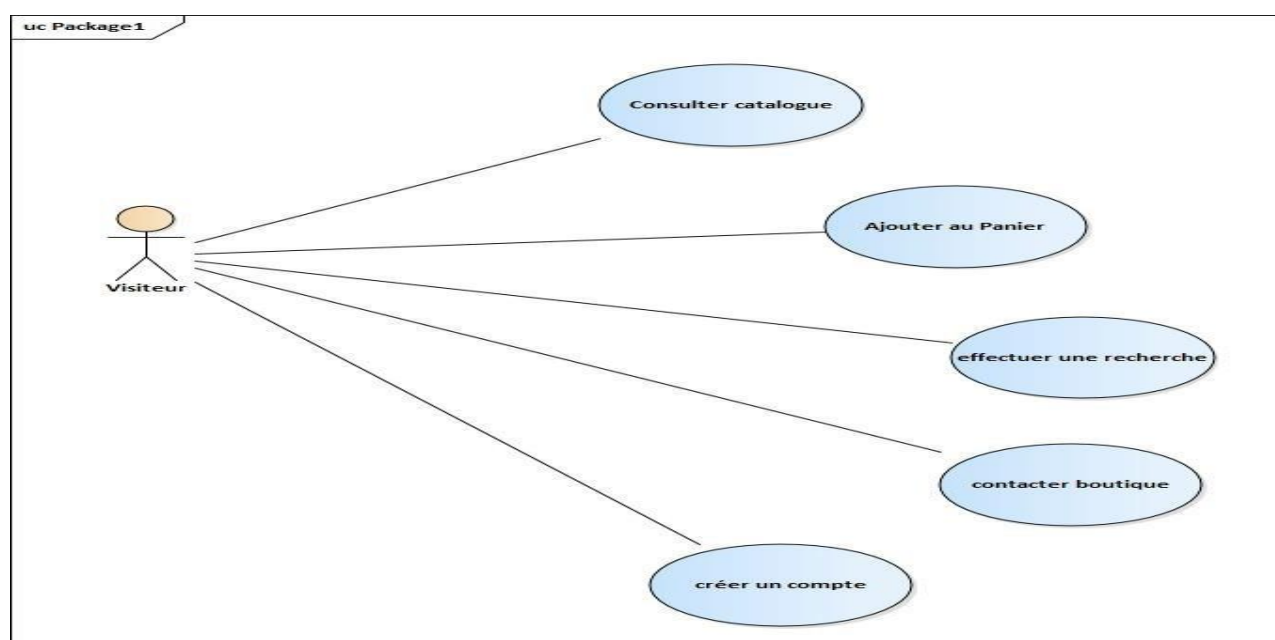 uc Package1
Consulter catalogue
Ajouter au Panier
Visiteur
effectuer une recherche
contacter boutique
créer un compte